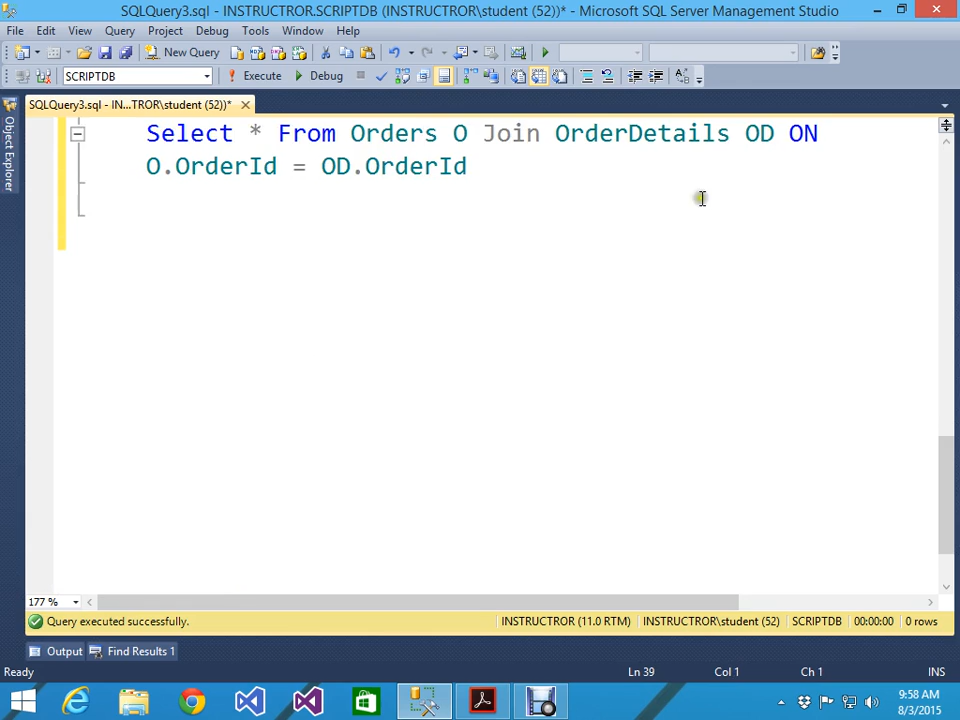 SQLQuery3.sql - INSTRUCTROR.SCRIPTDB (INSTRUCTROR\student (52))* - Microsoft SQL Server Management Studio
File Edit View Query Project Debug Tools Window Help
New Query
SCRIPTDB Execute Debug
SQLQuery3.sql - IN...TROR\student (52))*
Object Explorer
Select * From Orders O Join OrderDetails OD ON
O.OrderId = OD.OrderId
177 %
Query executed successfully. INSTRUCTROR (11.0 RTM) INSTRUCTROR\student (52) SCRIPTDB 00:00:00 0 rows
Output Find Results 1
Ready Ln 39 Col 1 Ch 1 INS
9:58 AM
8/3/2015